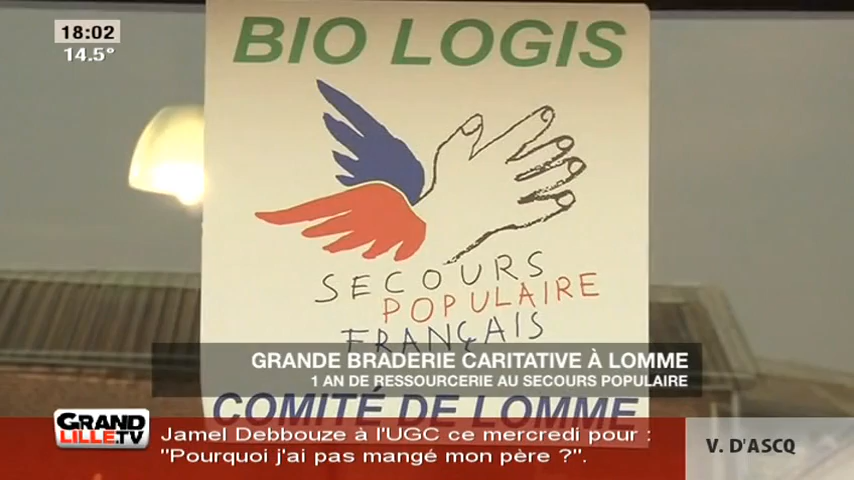 18:02
14.5°
BIO LOGIS
SECOURS
POPULAIRE
FRANÇAIS
GRANDE BRADERIE CARITATIVE À LOMME
1 AN DE RESSOURCERIE AU SECOURS POPULAIRE
COMITÉ DE LOMME
GRAND
LILLE.TV
Jamel Debbouze à l'UGC ce mercredi pour :
"Pourquoi j'ai pas mangé mon père ?".
V. D'ASCQ